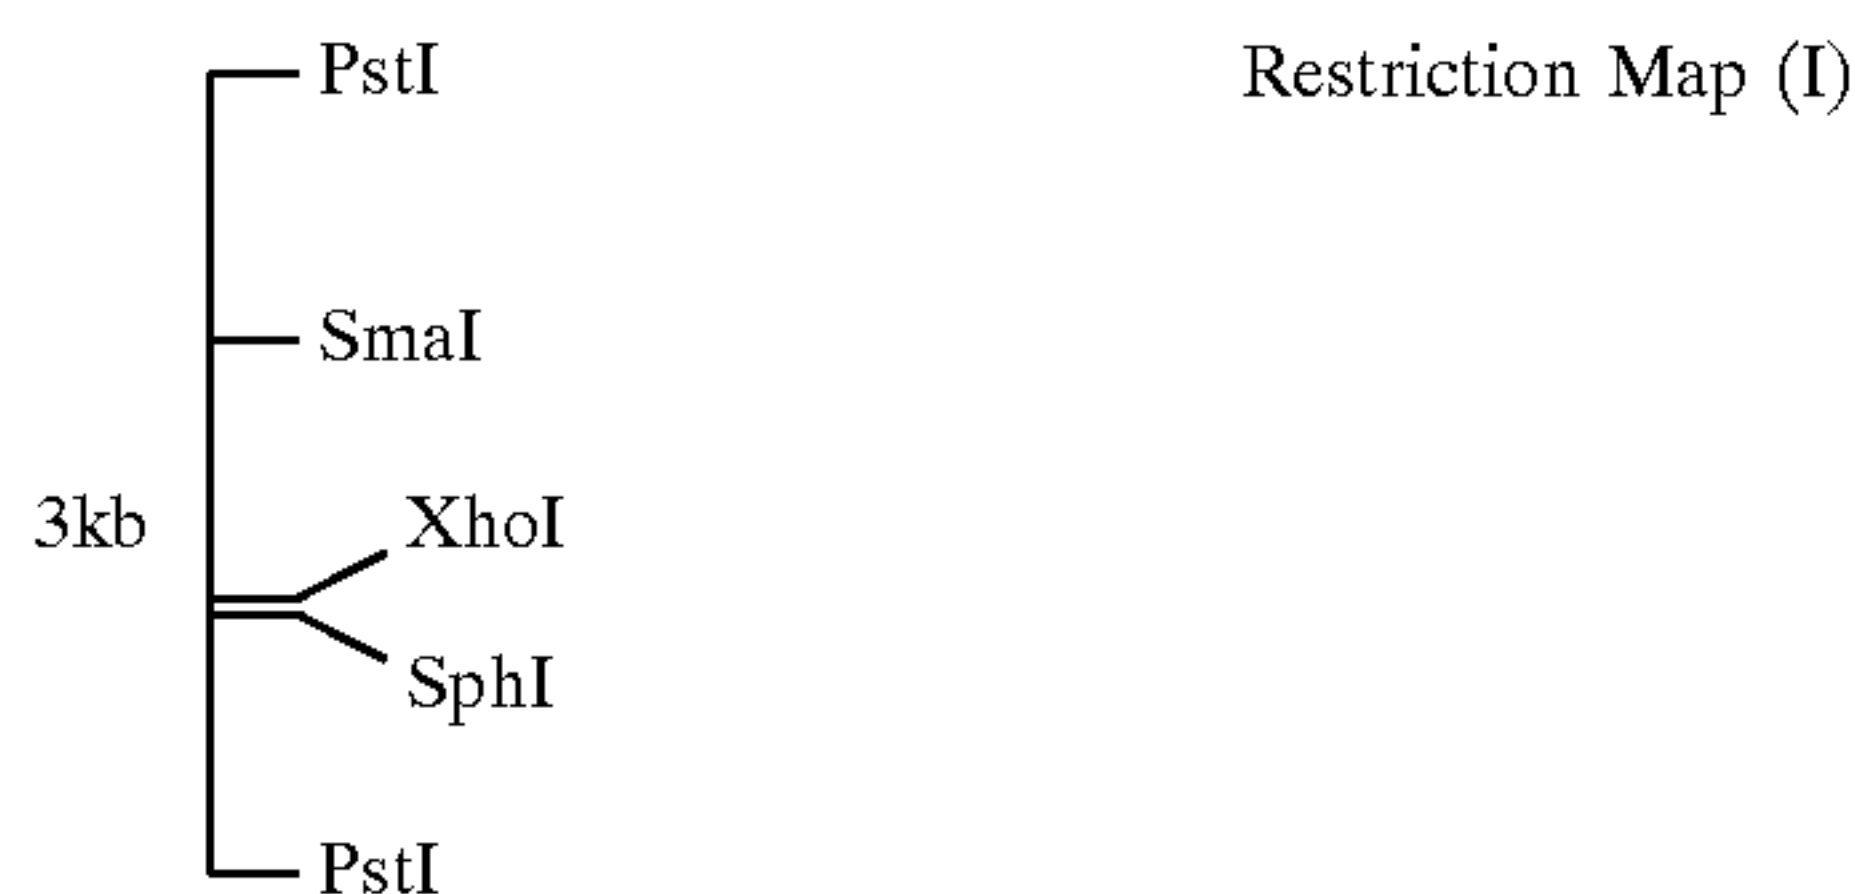 PstI
Restriction Map (I)
SmaI
3kb
XhoI
SphI
PstI